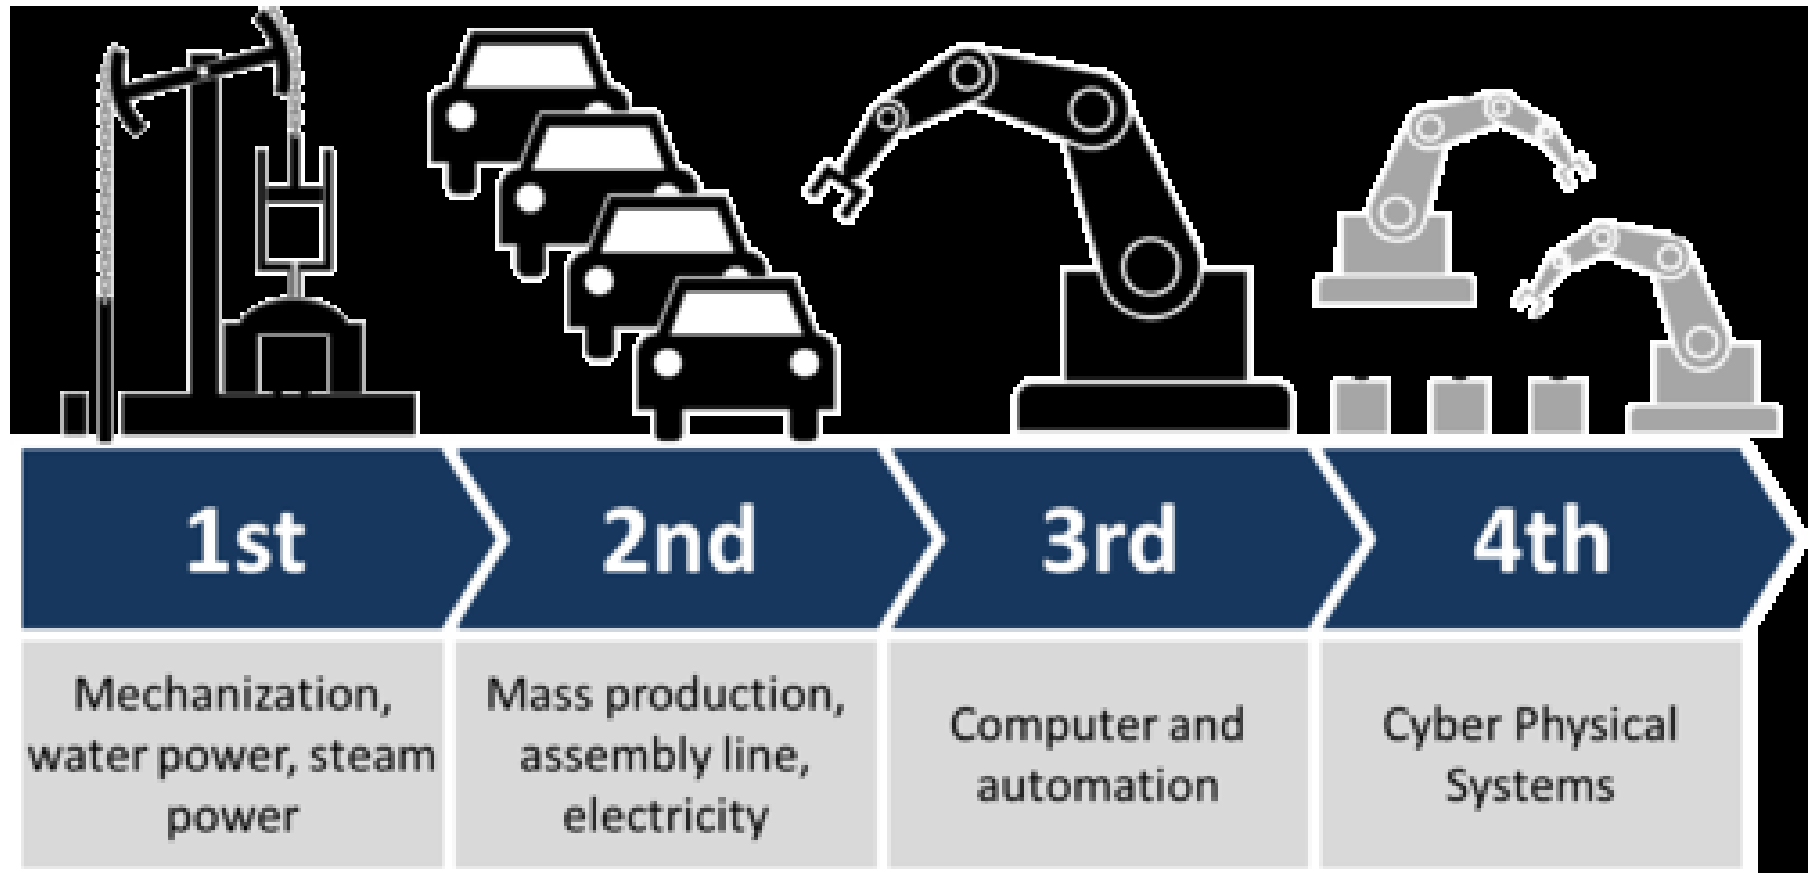 1st
2nd
3rd
4th
Mechanization,
water power, steam
power
Mass production,
assembly line,
electricity
Computer and
automation
Cyber Physical
Systems